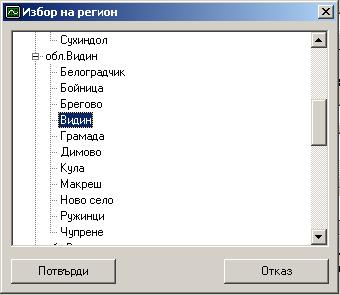 Избор на регион
Сухиндол
обл.Видин
Белоградчик
Бойница
Брегово
Видин
Грамада
Димово
Кула
Макреш
Ново село
Ружинци
Чупрене
Потвърди
Отказ